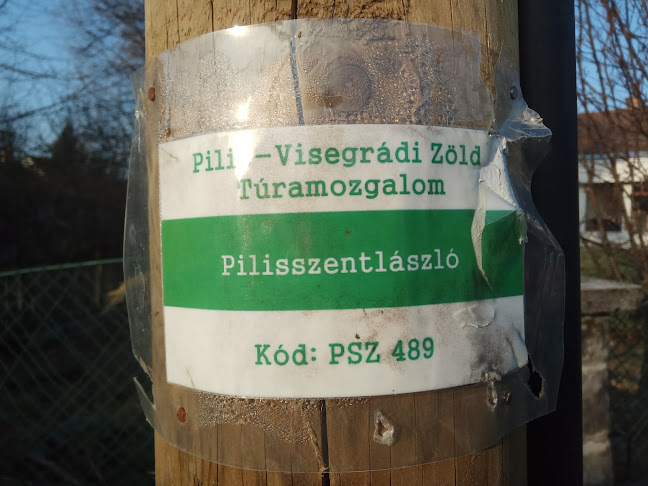 Pilis-Visegrádi Zöld
Túramozgalom
Pilisszentlászló
Kód: PSZ 489